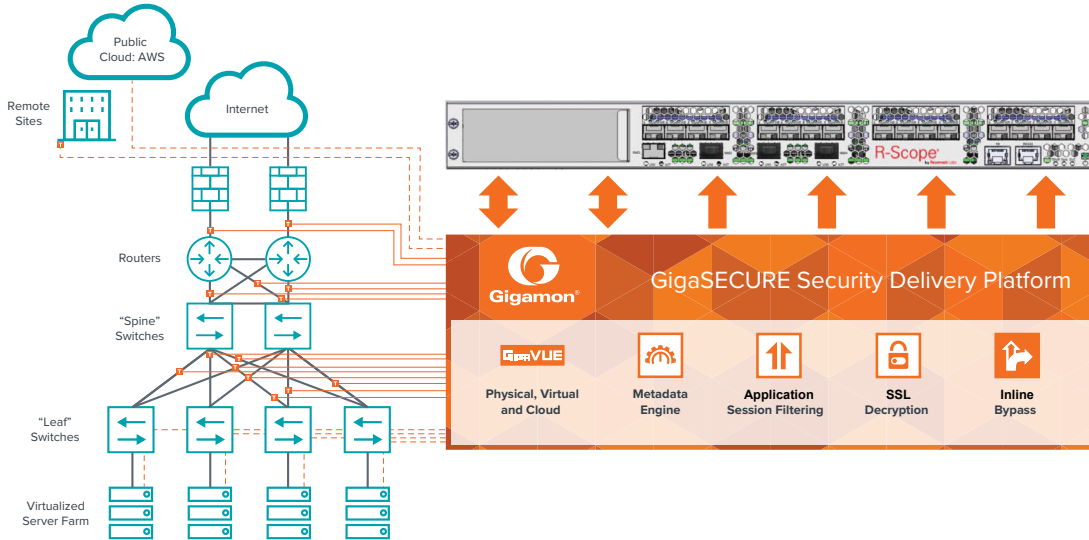 Public
Cloud: AWS
Remote
Sites
Internet
R-Scope®
Routers
Gigamon®
GigaSECURE Security Delivery Platform
"Spine"
Switches
GigaVUE
Physical, Virtual
and Cloud
Metadata
Engine
Application
Session Filtering
SSL
Decryption
Inline
Bypass
"Leaf"
Switches
Virtualized
Server Farm
T